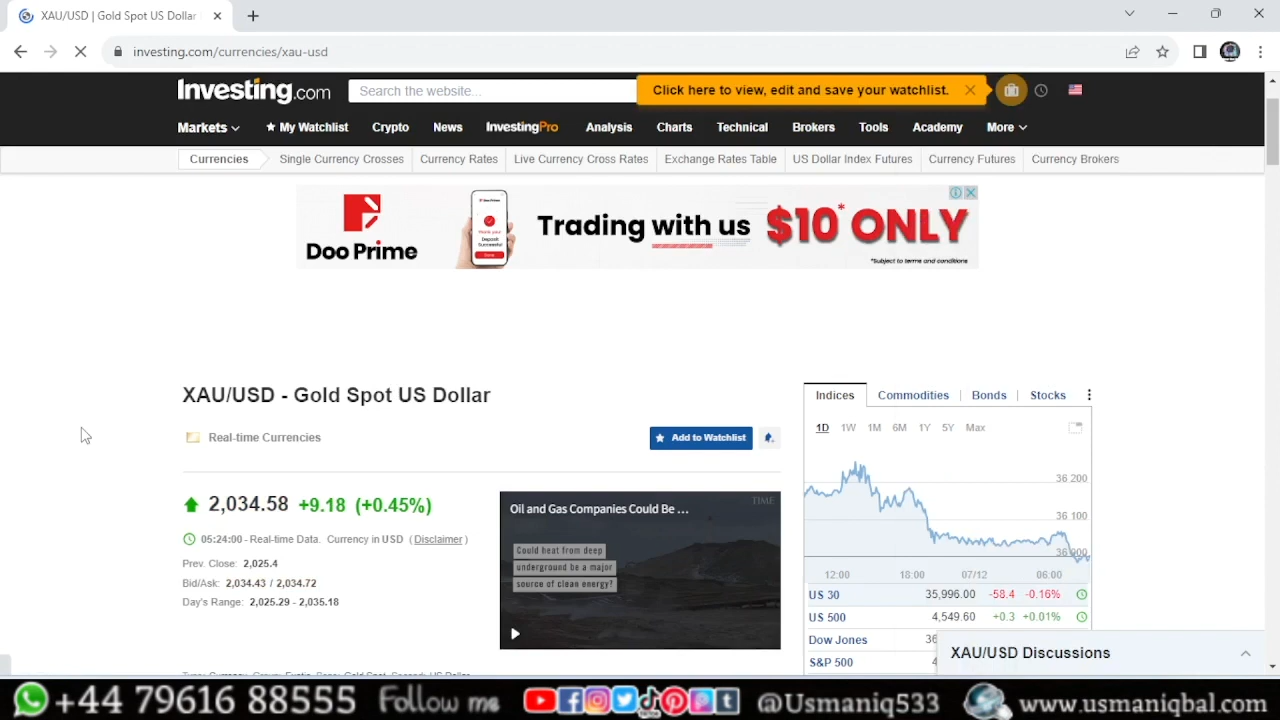 XAU/USD | Gold Spot US Dollar
investing.com/currencies/xau-usd
Investing.com
Search the website...
Click here to view, edit and save your watchlist.
Markets
My Watchlist
Crypto
News
InvestingPro
Analysis
Charts
Technical
Brokers
Tools
Academy
More
Currencies
Single Currency Crosses
Currency Rates
Live Currency Cross Rates
Exchange Rates Table
US Dollar Index Futures
Currency Futures
Currency Brokers
Doo Prime
Trading with us $10* ONLY
*Subject to terms and conditions
XAU/USD - Gold Spot US Dollar
Real-time Currencies
Add to Watchlist
2,034.58 +9.18 (+0.45%)
05:24:00 - Real-time Data. Currency in USD ( Disclaimer )
Prev. Close: 2,025.4
Bid/Ask: 2,034.43 / 2,034.72
Day's Range: 2,025.29 - 2,035.18
TIME
Oil and Gas Companies Could Be ...
Could heat from deep
underground be a major
source of clean energy?
Indices
Commodities
Bonds
Stocks
1D 1W 1M 6M 1Y 5Y Max
36 200
36 100
36 000
12:00 18:00 07/12 06:00
US 30 35,996.00 -58.4 -0.16%
US 500 4,549.60 +0.3 +0.01%
Dow Jones
S&P 500
XAU/USD Discussions
+44 79616 88555 Follow me @Usmaniq533 www.usmaniqbal.com